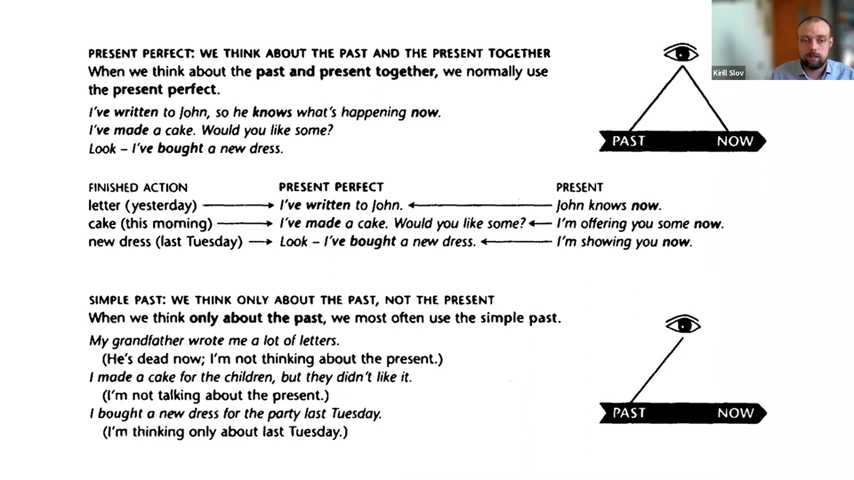 PRESENT PERFECT: WE THINK ABOUT THE PAST AND THE PRESENT TOGETHER
When we think about the past and present together, we normally use
the present perfect.
I've written to John, so he knows what's happening now.
I've made a cake. Would you like some?
Look – I've bought a new dress.
Kirill Slov
PAST NOW
FINISHED ACTION PRESENT PERFECT PRESENT
letter (yesterday) → I've written to John. ← John knows now.
cake (this morning) → I've made a cake. Would you like some? ← I'm offering you some now.
new dress (last Tuesday) → Look – I've bought a new dress. ← I'm showing you now.
SIMPLE PAST: WE THINK ONLY ABOUT THE PAST, NOT THE PRESENT
When we think only about the past, we most often use the simple past.
My grandfather wrote me a lot of letters.
(He's dead now; I'm not thinking about the present.)
I made a cake for the children, but they didn't like it.
(I'm not talking about the present.)
I bought a new dress for the party last Tuesday.
(I'm thinking only about last Tuesday.)
PAST NOW